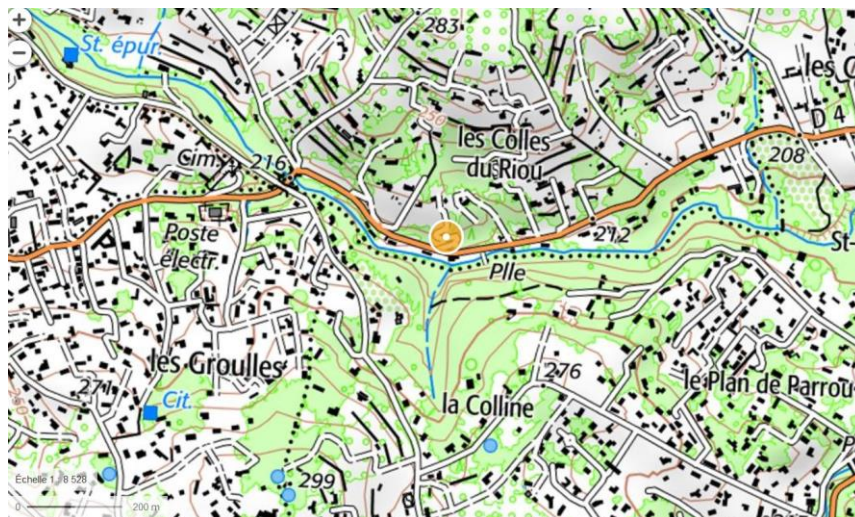 +
−
St. épur.
283
les C
D 4
250
les Colles
du Riou
208
Cim.
216
212
St-
Poste
électr.
Plle
les Groulles
271
276
le Plan de Parrou
Cit.
la Colline
299
Échelle 1 : 8 528
0
200 m